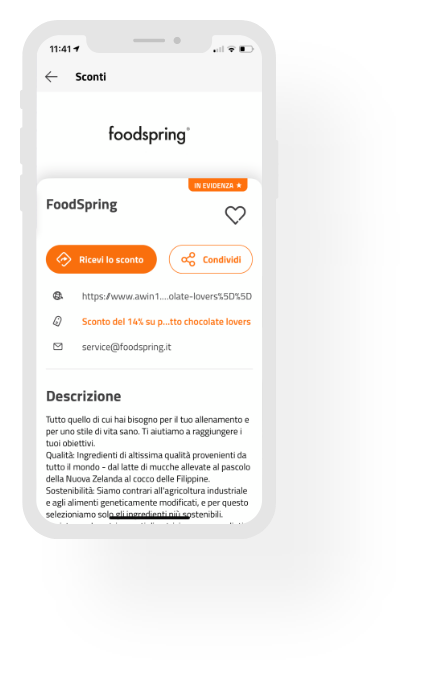 11:41
Sconti
foodspring®
IN EVIDENZA ★
FoodSpring
Ricevi lo sconto
Condividi
https://www.awin1....olate-lovers%5D%5D
Sconto del 14% su p...tto chocolate lovers
service@foodspring.it
Descrizione
Tutto quello di cui hai bisogno per il tuo allenamento e
per uno stile di vita sano. Ti aiutiamo a raggiungere i
tuoi obiettivi.
Qualità: Ingredienti di altissima qualità provenienti da
tutto il mondo - dal latte di mucche allevate al pascolo
della Nuova Zelanda al cocco delle Filippine.
Sostenibilità: Siamo contrari all'agricoltura industriale
e agli alimenti geneticamente modificati, e per questo
selezioniamo solo gli ingredienti più sostenibili.